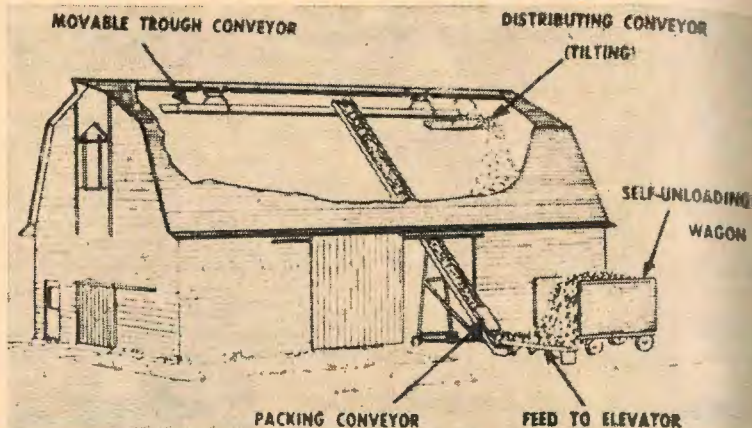 MOVABLE TROUGH CONVEYOR
DISTRIBUTING CONVEYOR
(TILTING)
SELF-UNLOADING
WAGON
PACKING CONVEYOR
FEED TO ELEVATOR